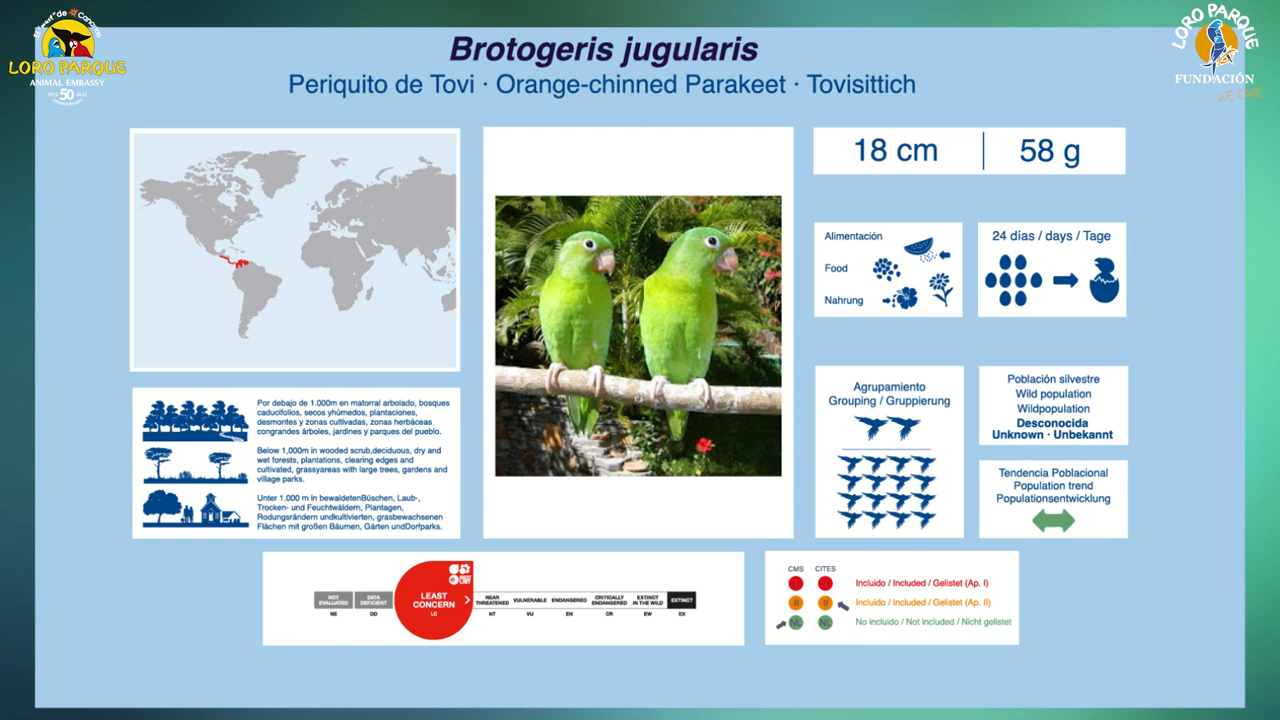 El "must" de Canarias
LORO PARQUE
ANIMAL EMBASSY
1972 50 2022
ANNIVERSARY
LORO PARQUE
FUNDACIÓN
WE CARE
Brotogeris jugularis
Periquito de Tovi · Orange-chinned Parakeet · Tovisittich
18 cm
58 g
Alimentación
Food
Nahrung
24 días / days / Tage
Por debajo de 1.000m en matorral arbolado, bosques
caducifolios, secos yhúmedos, plantaciones,
desmontes y zonas cultivadas, zonas herbáceas
congrandes árboles, jardines y parques del pueblo.
Below 1,000m in wooded scrub,deciduous, dry and
wet forests, plantations, clearing edges and
cultivated, grassyareas with large trees, gardens and
village parks.
Unter 1.000 m in bewaldetenBüschen, Laub-,
Trocken- und Feuchtwäldern, Plantagen,
Rodungsrändern undkultivierten, grasbewachsenen
Flächen mit großen Bäumen, Gärten undDorfparks.
Agrupamiento
Grouping / Gruppierung
Población silvestre
Wild population
Wildpopulation
Desconocida
Unknown · Unbekannt
Tendencia Poblacional
Population trend
Populationsentwicklung
NOT EVALUATED
NE
DATA DEFICIENT
DD
LEAST CONCERN
LC
NEAR THREATENED
NT
VULNERABLE
VU
ENDANGERED
EN
CRITICALLY ENDANGERED
CR
EXTINCT IN THE WILD
EW
EXTINCT
EX
CMS CITES
I I Incluido / Included / Gelistet (Ap. I)
II II Incluido / Included / Gelistet (Ap. II)
NL NL No incluido / Not included / Nicht gelistet